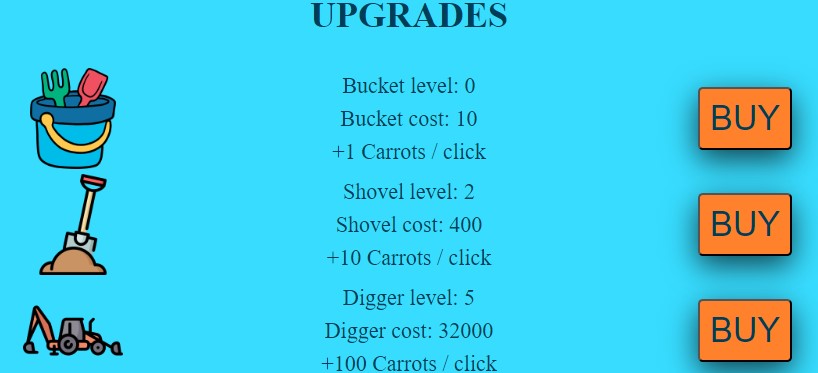 UPGRADES
Bucket level: 0
Bucket cost: 10
+1 Carrots / click
BUY
Shovel level: 2
Shovel cost: 400
+10 Carrots / click
BUY
Digger level: 5
Digger cost: 32000
+100 Carrots / click
BUY